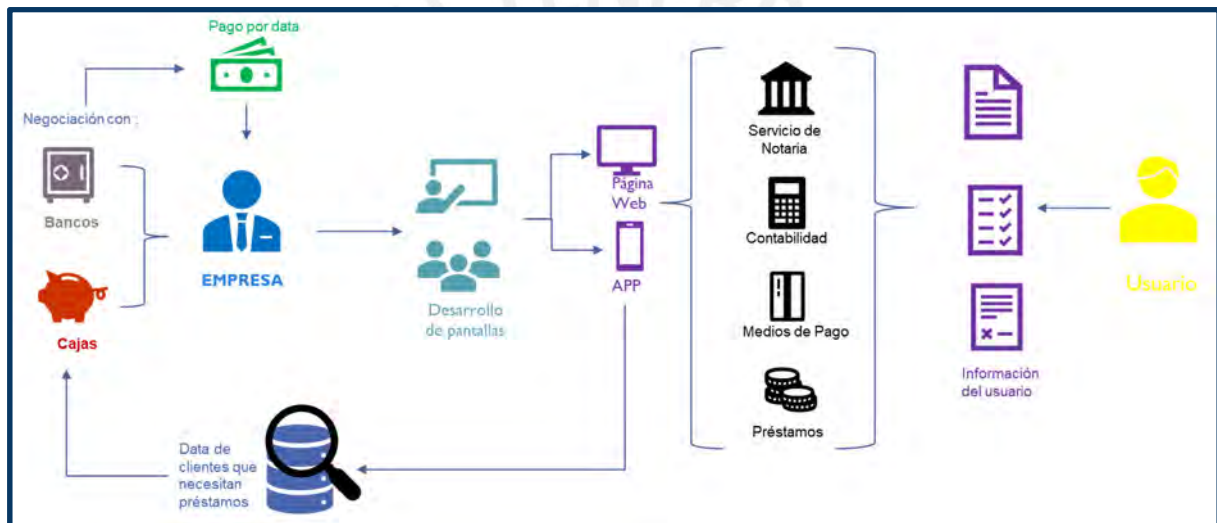 Pago por data
Negociación con :
Bancos
Cajas
EMPRESA
Desarrollo
de pantallas
Página
Web
APP
Servicio de
Notaria
Contabilidad
Medios de Pago
Préstamos
Información
del usuario
Usuario
Data de
clientes que
necesitan
préstamos